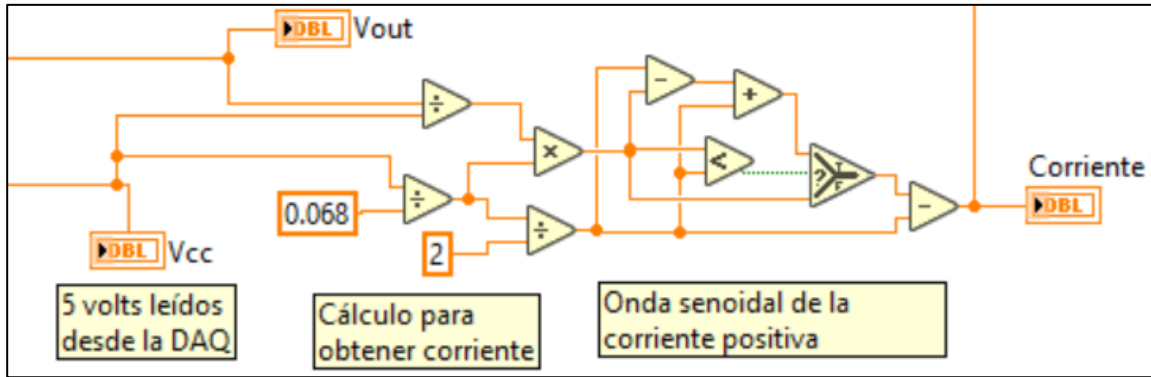 DBL Vout
÷
-
+
×
<
?
T
F
Corriente
÷
0.068
÷
-
DBL
2
DBL Vcc
5 volts leídos
desde la DAQ
Cálculo para
obtener corriente
Onda senoidal de la
corriente positiva